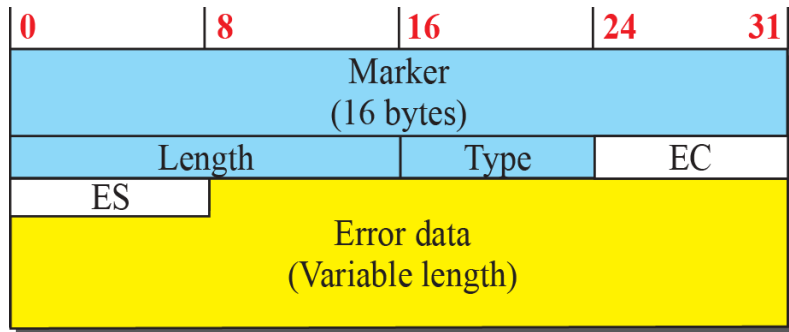 0 8 16 24 31
Marker
(16 bytes)
Length Type EC
ES
Error data
(Variable length)